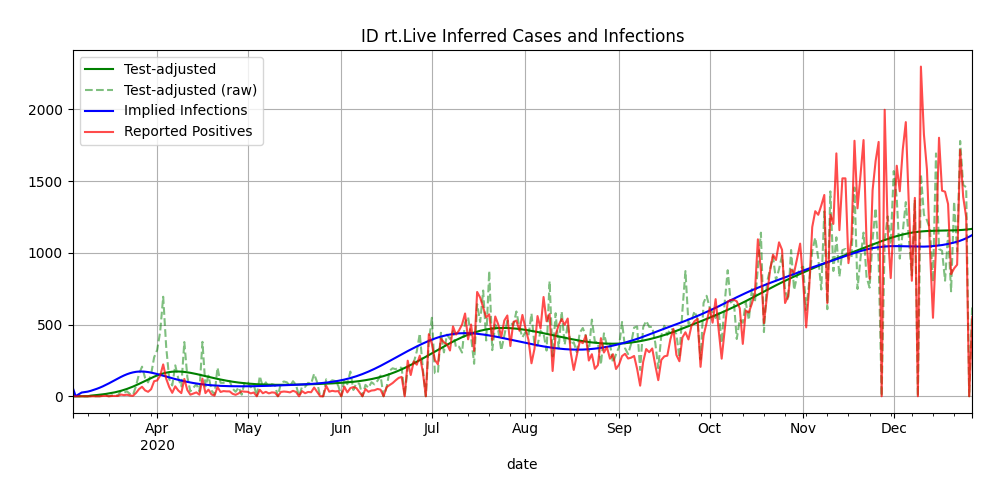 ID rt.Live Inferred Cases and Infections
Test-adjusted
Test-adjusted (raw)
Implied Infections
Reported Positives
2000
1500
1000
500
0
Apr May Jun Jul Aug Sep Oct Nov Dec
2020
date